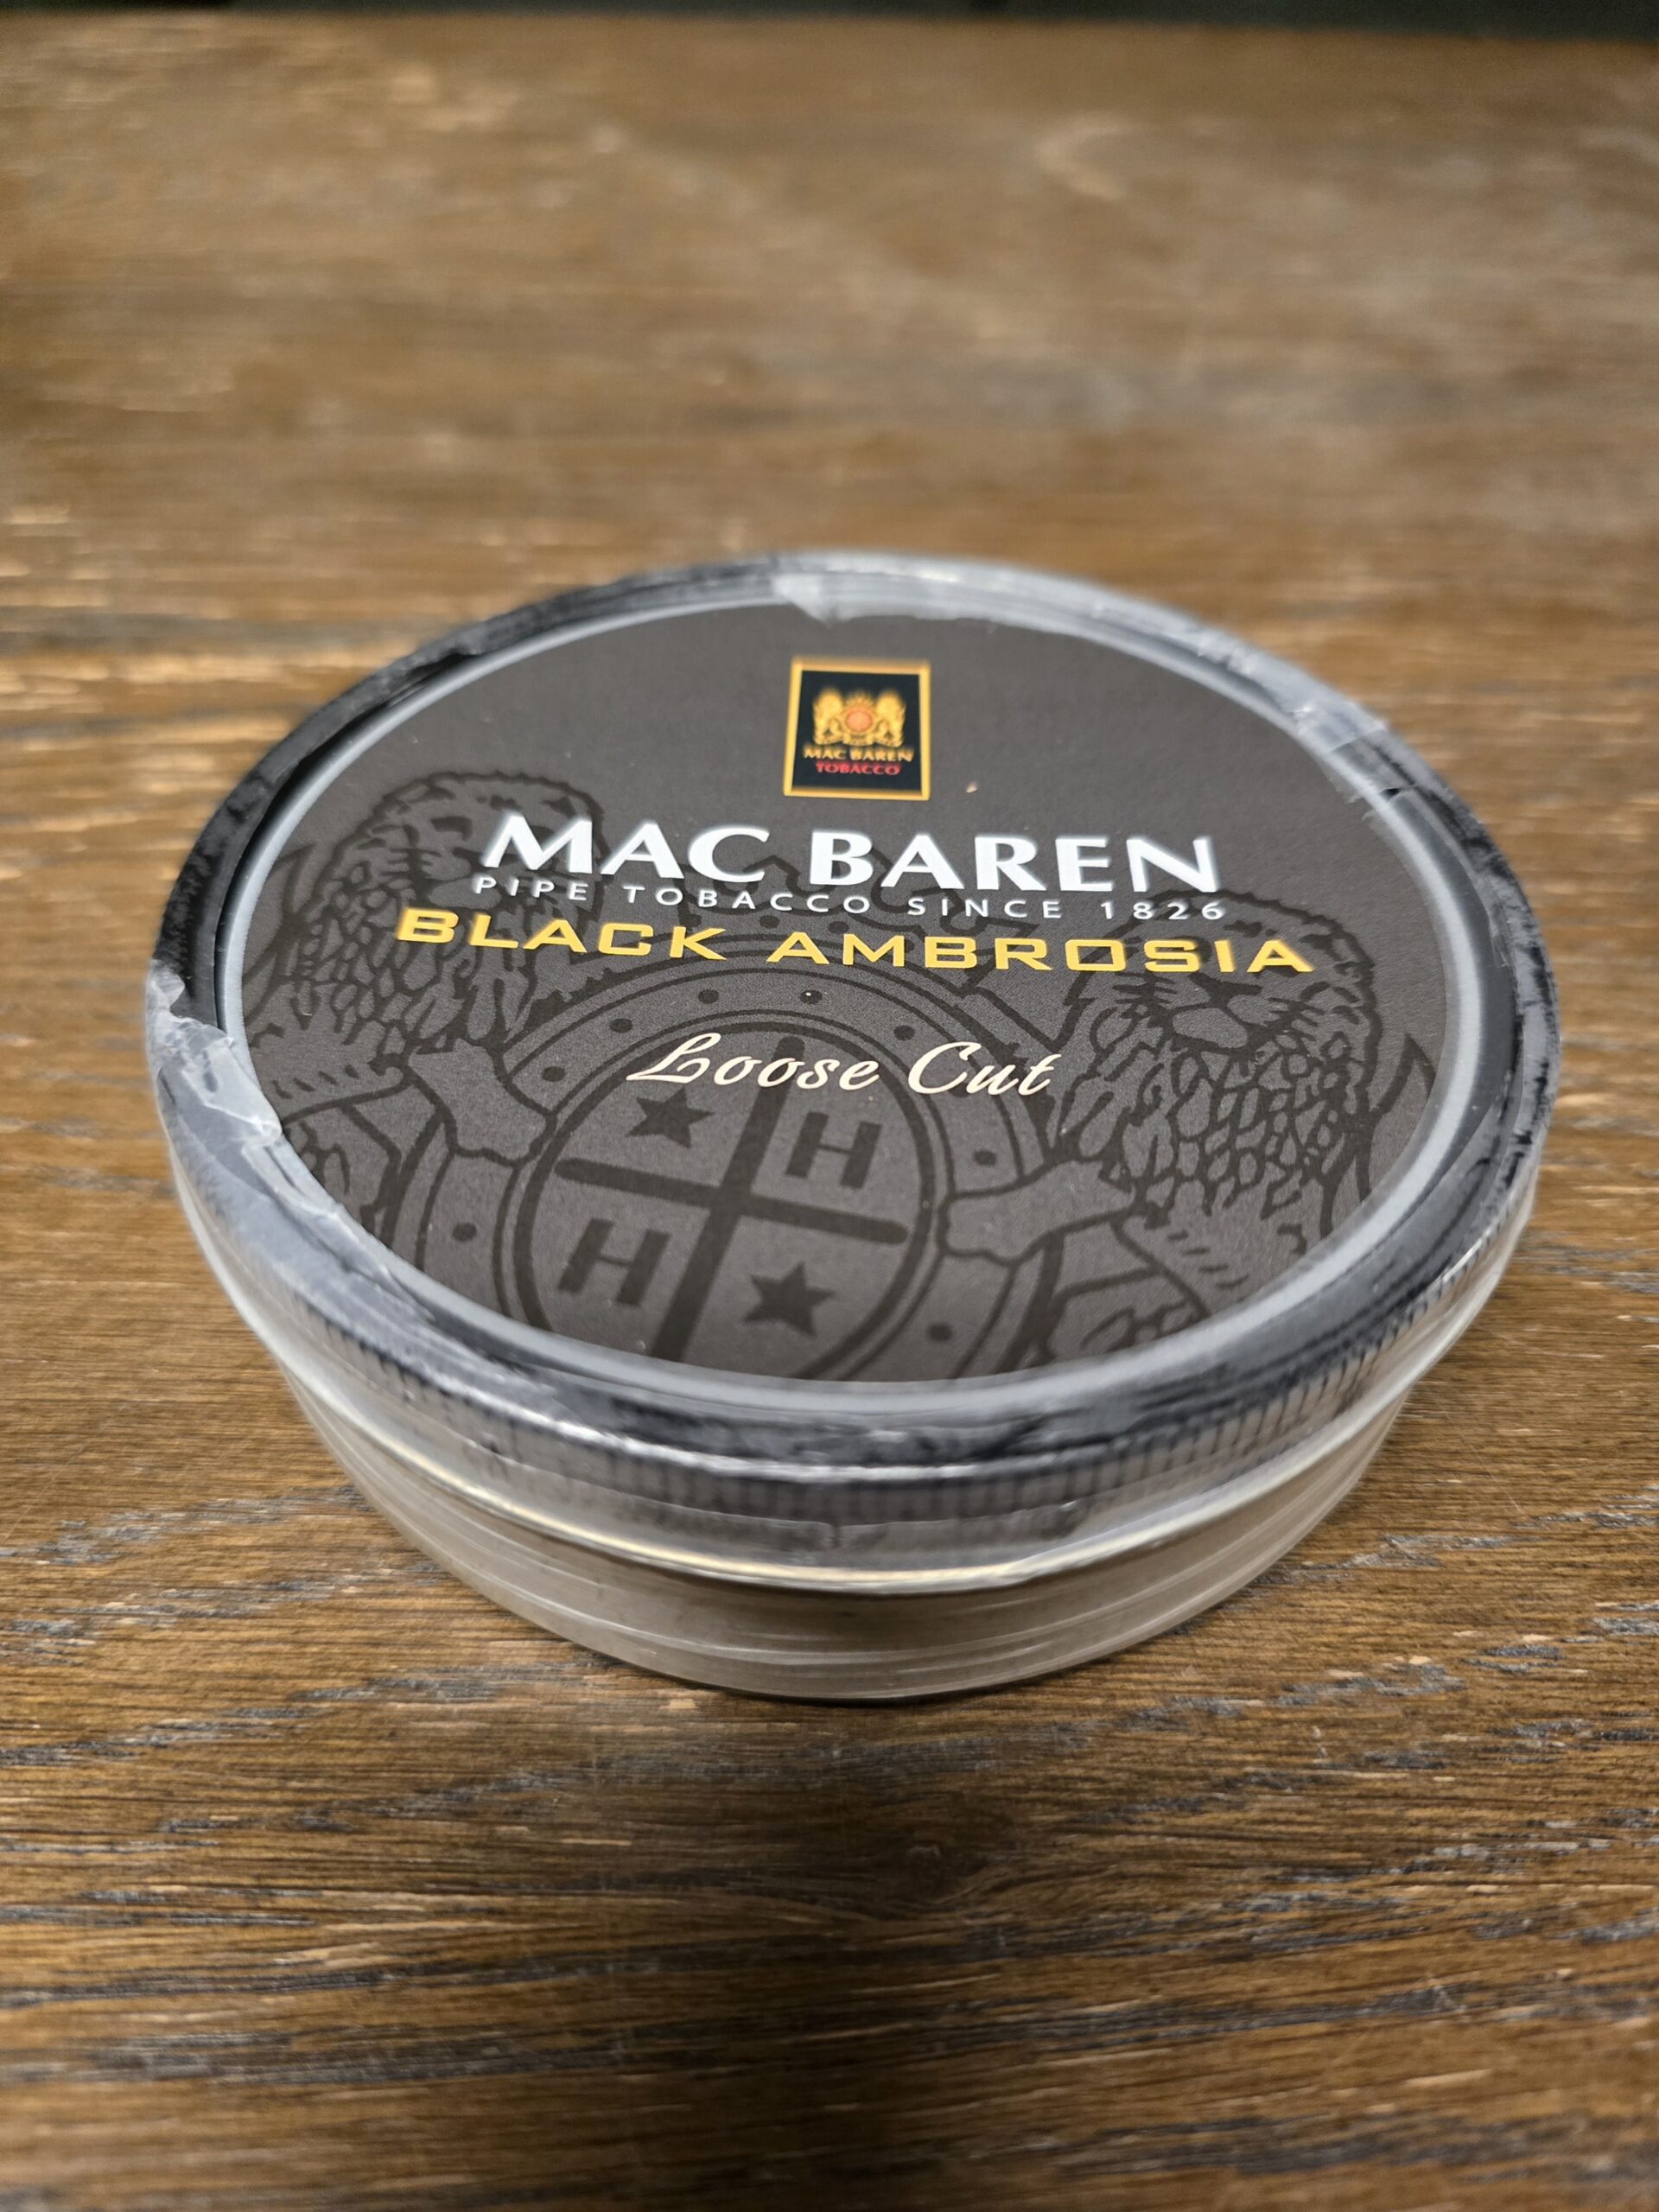 MAC BAREN
TOBACCO
MAC BAREN
PIPE TOBACCO SINCE 1826
BLACK AMBROSIA
Loose Cut
H
H